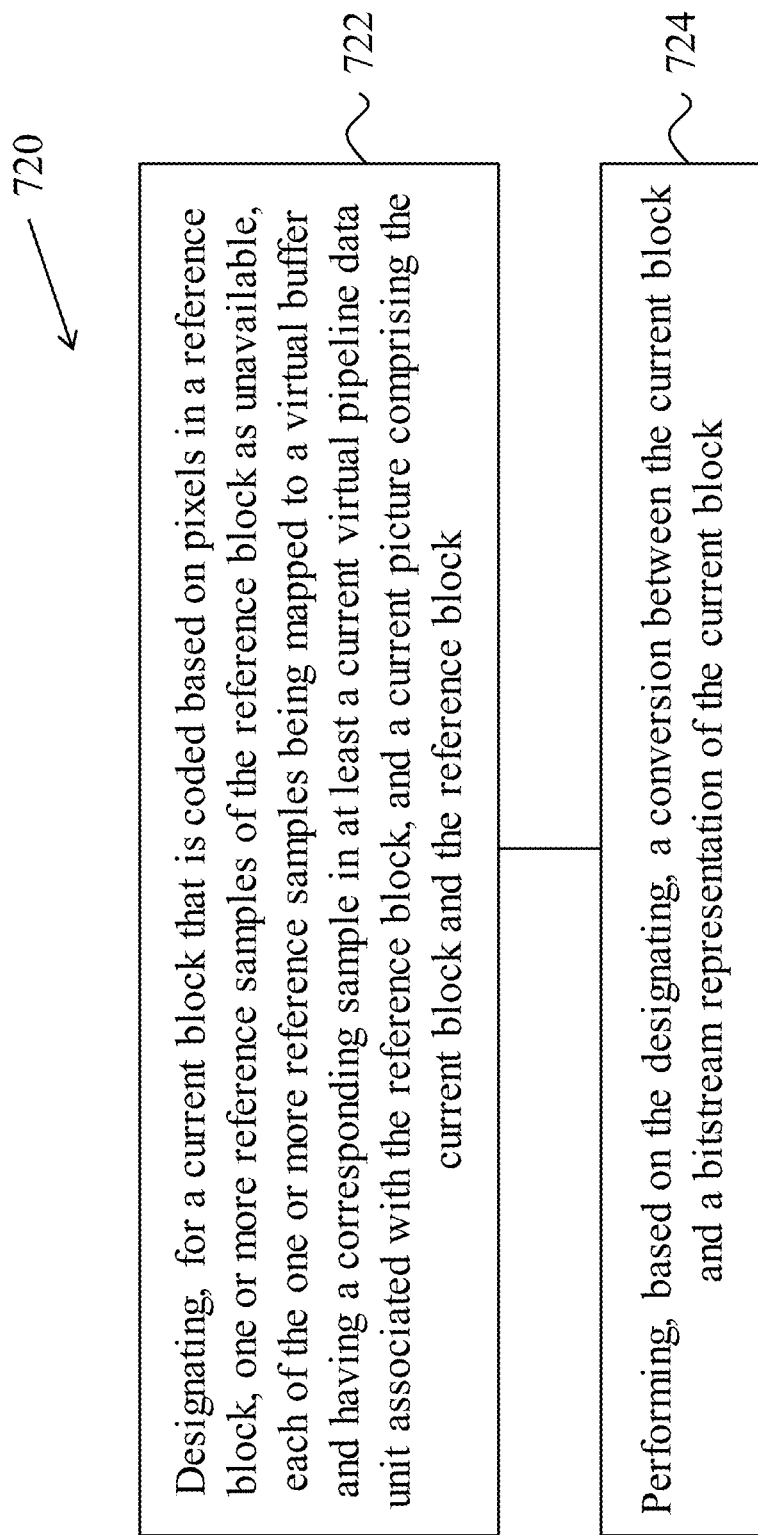 720
Designating, for a current block that is coded based on pixels in a reference
block, one or more reference samples of the reference block as unavailable,
each of the one or more reference samples being mapped to a virtual buffer
and having a corresponding sample in at least a current virtual pipeline data
unit associated with the reference block, and a current picture comprising the
current block and the reference block
722
Performing, based on the designating, a conversion between the current block
and a bitstream representation of the current block
724